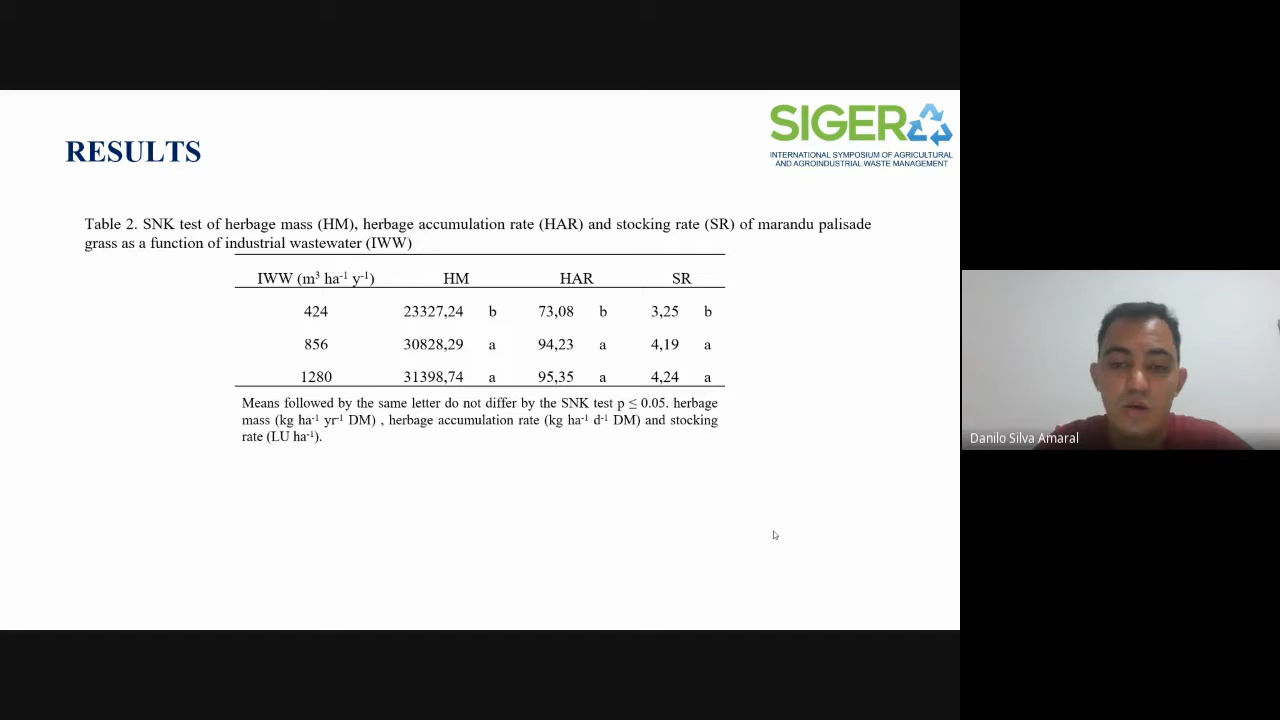 SIGER
INTERNATIONAL SYMPOSIUM OF AGRICULTURAL
AND AGROINDUSTRIAL WASTE MANAGEMENT
RESULTS
Table 2. SNK test of herbage mass (HM), herbage accumulation rate (HAR) and stocking rate (SR) of marandu palisade
grass as a function of industrial wastewater (IWW)
IWW (m³ ha⁻¹ y⁻¹) HM HAR SR
424 23327,24 b 73,08 b 3,25 b
856 30828,29 a 94,23 a 4,19 a
1280 31398,74 a 95,35 a 4,24 a
Means followed by the same letter do not differ by the SNK test p ≤ 0.05. herbage
mass (kg ha⁻¹ yr⁻¹ DM) , herbage accumulation rate (kg ha⁻¹ d⁻¹ DM) and stocking
rate (LU ha⁻¹).
Danilo Silva Amaral